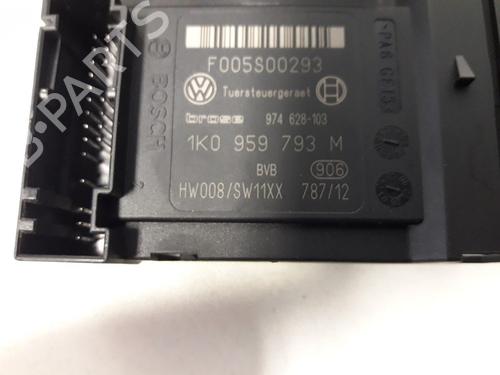 F005S00293
Tuersteuergeraet
brose 974 628-103
1K0 959 793 M
BVB 906
HW008/SW11XX 787/12
BOSCH
B-PARTS